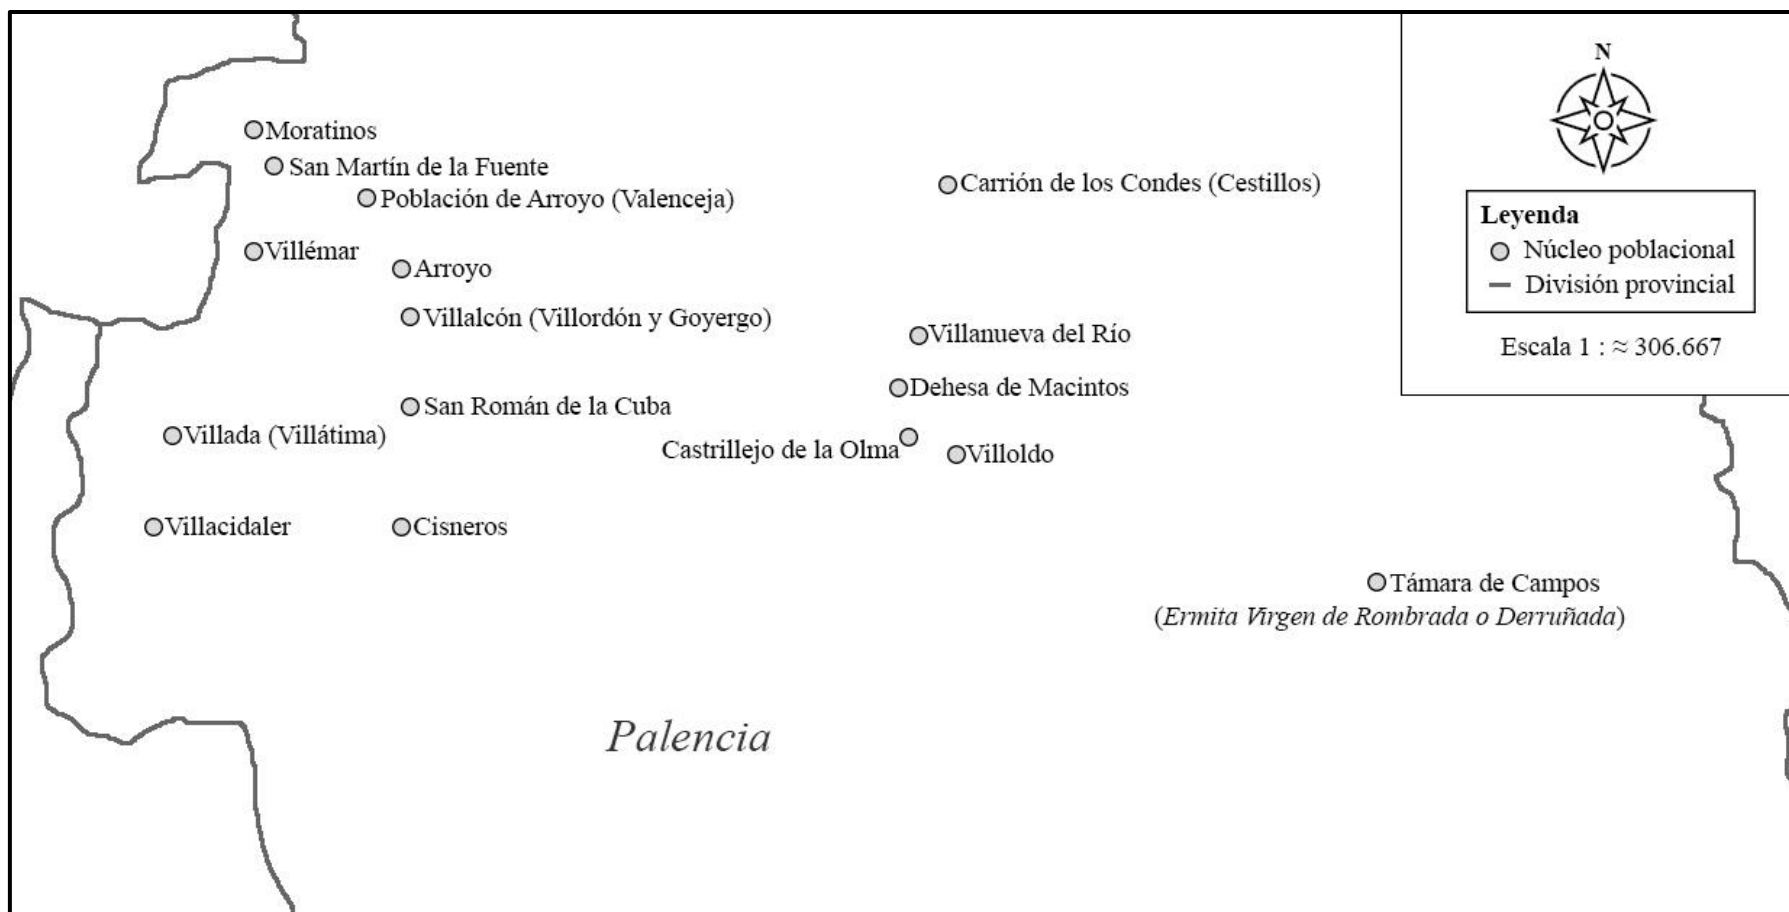 N
Moratinos
San Martín de la Fuente
Carrión de los Condes (Cestillos)
Población de Arroyo (Valenceja)
Leyenda
Núcleo poblacional
División provincial
Villémar
Arroyo
Villalcón (Villordón y Goyergo)
Villanueva del Río
Escala 1 : ≈ 306.667
Dehesa de Macintos
San Román de la Cuba
Villada (Villátima)
Castrillejo de la Olma
Villoldo
Villacidaler
Cisneros
Támara de Campos
(Ermita Virgen de Rombrada o Derruñada)
Palencia